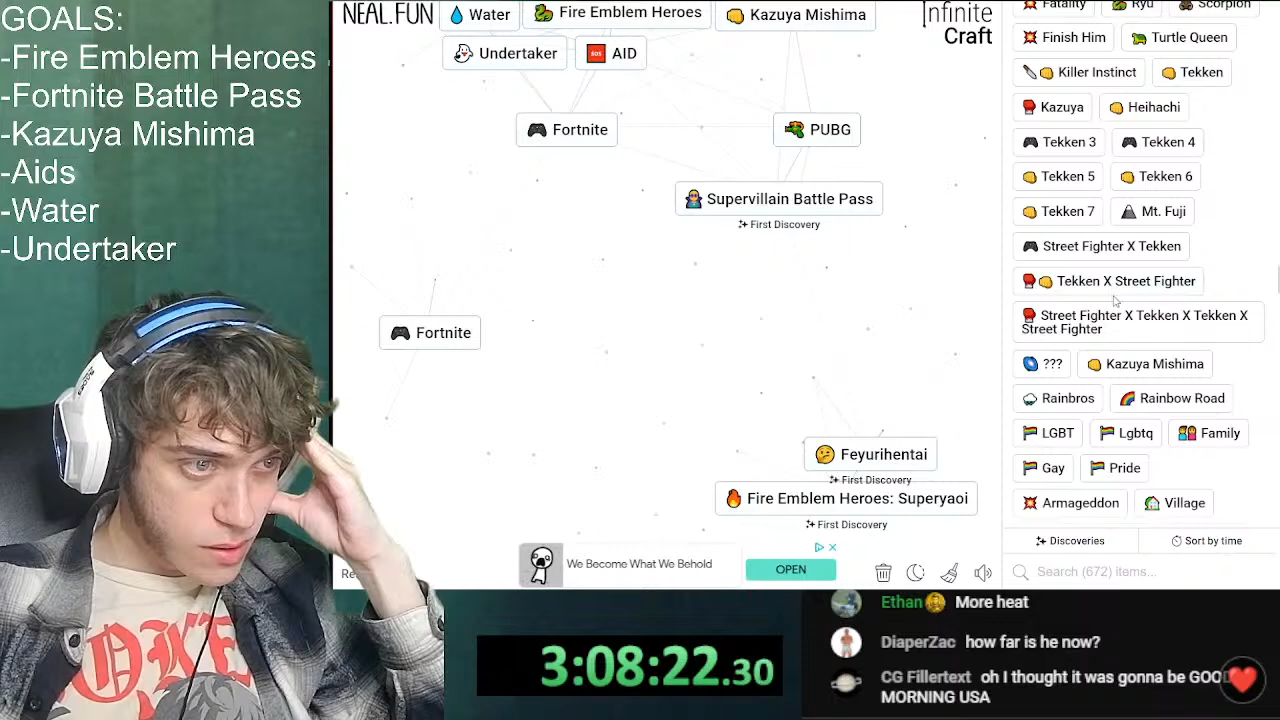 GOALS:
-Fire Emblem Heroes
-Fortnite Battle Pass
-Kazuya Mishima
-Aids
-Water
-Undertaker
NEAL.FUN
Water
Fire Emblem Heroes
Kazuya Mishima
Infinite
Craft
Undertaker
SOS AID
Fortnite
PUBG
Supervillain Battle Pass
First Discovery
Fortnite
Feyurihentai
First Discovery
Fire Emblem Heroes: Superyaoi
First Discovery
Fatality
Ryu
Scorpion
Finish Him
Turtle Queen
Killer Instinct
Tekken
Kazuya
Heihachi
Tekken 3
Tekken 4
Tekken 5
Tekken 6
Tekken 7
Mt. Fuji
Street Fighter X Tekken
Tekken X Street Fighter
Street Fighter X Tekken X Tekken X
Street Fighter
???
Kazuya Mishima
Rainbros
Rainbow Road
LGBT
Lgbtq
Family
Gay
Pride
Armageddon
Village
Discoveries
Sort by time
Search (672) items...
We Become What We Behold
OPEN
3:08:22.30
Ethan More heat
DiaperZac how far is he now?
CG Fillertext oh I thought it was gonna be GOO
MORNING USA